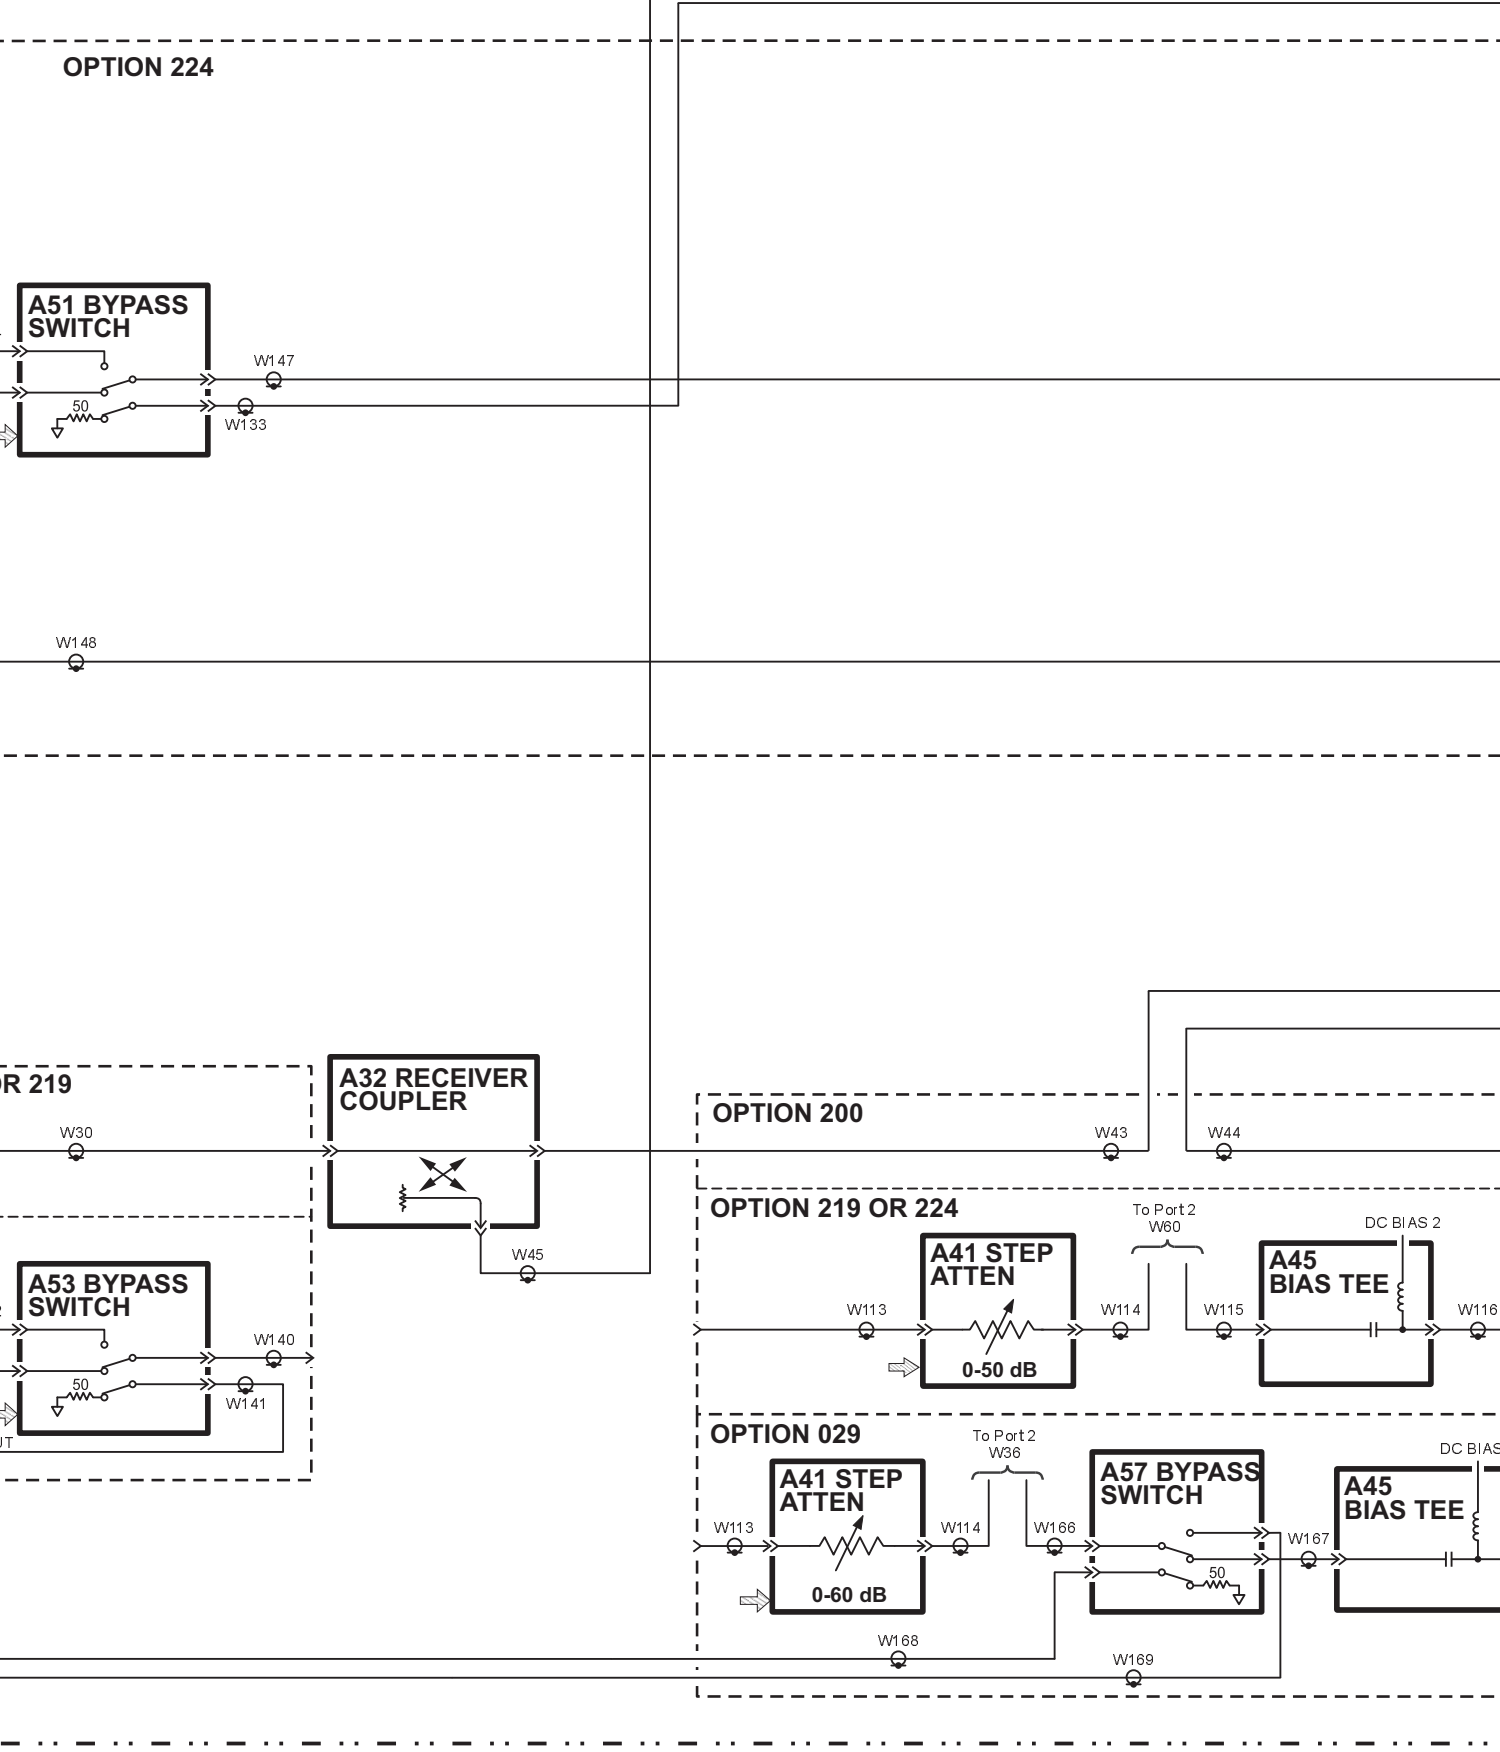 OPTION 224
A51 BYPASS
SWITCH
50
W147
W133
W148
OR 219
W30
A32 RECEIVER
COUPLER
W45
A53 BYPASS
SWITCH
50
W140
W141
OPTION 200
W43
W44
OPTION 219 OR 224
To Port 2
W60
DC BIAS 2
A41 STEP
ATTEN
0-50 dB
W113
W114
W115
A45
BIAS TEE
W116
OPTION 029
To Port 2
W36
DC BIAS
A41 STEP
ATTEN
0-60 dB
W113
W114
W166
A57 BYPASS
SWITCH
50
W167
A45
BIAS TEE
W168
W169